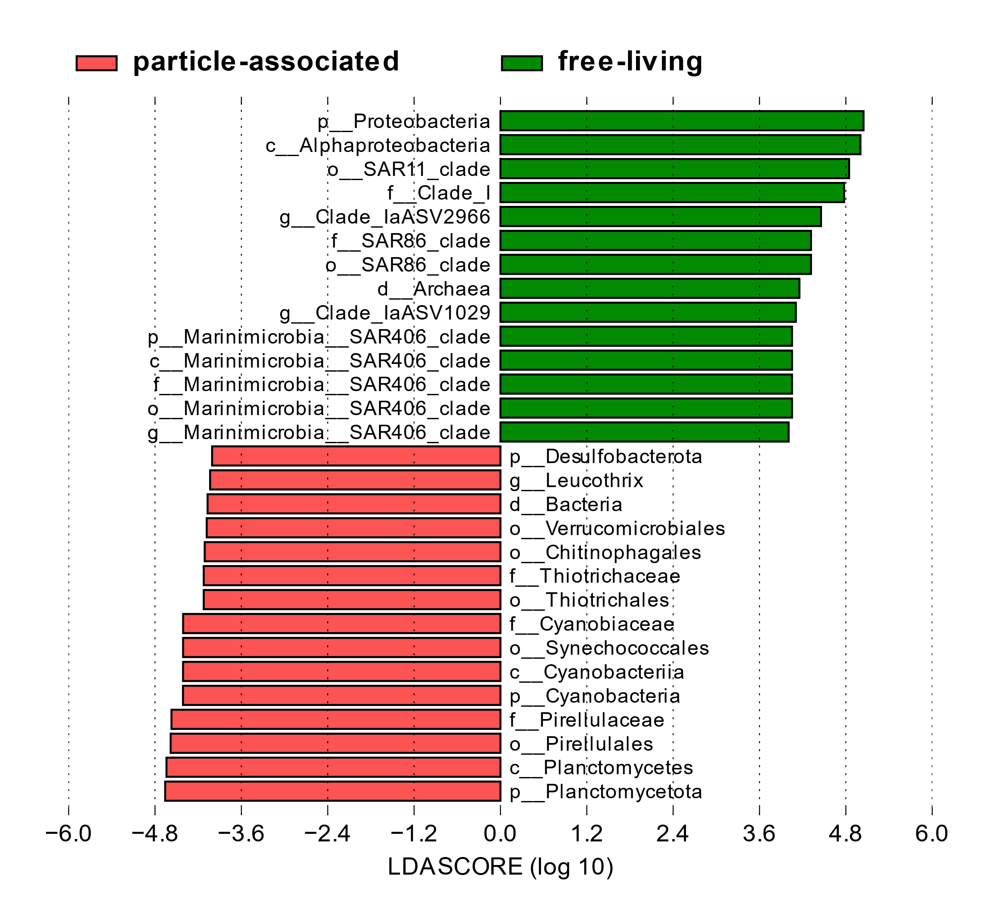 particle-associated free-living
p__Proteobacteria
c__Alphaproteobacteria
o__SAR11_clade
f__Clade_I
g__Clade_IaASV2966
f__SAR86_clade
o__SAR86_clade
d__Archaea
g__Clade_IaASV1029
p__Marinimicrobia__SAR406_clade
c__Marinimicrobia__SAR406_clade
f__Marinimicrobia__SAR406_clade
o__Marinimicrobia__SAR406_clade
g__Marinimicrobia__SAR406_clade
p__Desulfobacterota
g__Leucothrix
d__Bacteria
o__Verrucomicrobiales
o__Chitinophagales
f__Thiotrichaceae
o__Thiotrichales
f__Cyanobiaceae
o__Synechococcales
c__Cyanobacteriia
p__Cyanobacteria
f__Pirellulaceae
o__Pirellulales
c__Planctomycetes
p__Planctomycetota
−6.0 −4.8 −3.6 −2.4 −1.2 0.0 1.2 2.4 3.6 4.8 6.0
LDASCORE (log 10)